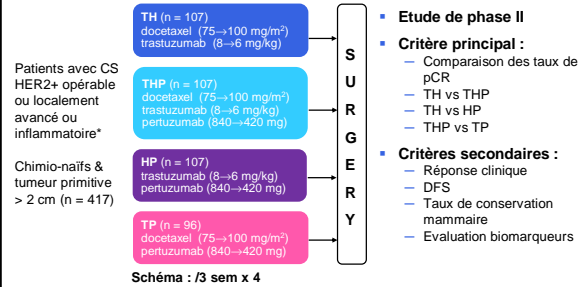 Patients avec CS
HER2+ opérable
ou localement
avancé ou
inflammatoire*
Chimio-naïfs &
tumeur primitive
> 2 cm (n = 417)
TH (n = 107)
docetaxel (75→100 mg/m²)
trastuzumab (8→6 mg/kg)
THP (n = 107)
docetaxel (75→100 mg/m²)
trastuzumab (8→6 mg/kg)
pertuzumab (840→420 mg)
HP (n = 107)
trastuzumab (8→6 mg/kg)
pertuzumab (840→420 mg)
TP (n = 96)
docetaxel (75→100 mg/m²)
pertuzumab (840→420 mg)
Schéma : /3 sem x 4
S
U
R
G
E
R
Y
▪ Etude de phase II
▪ Critère principal :
– Comparaison des taux de
pCR
– TH vs THP
– TH vs HP
– THP vs TP
▪ Critères secondaires :
– Réponse clinique
– DFS
– Taux de conservation
mammaire
– Evaluation biomarqueurs